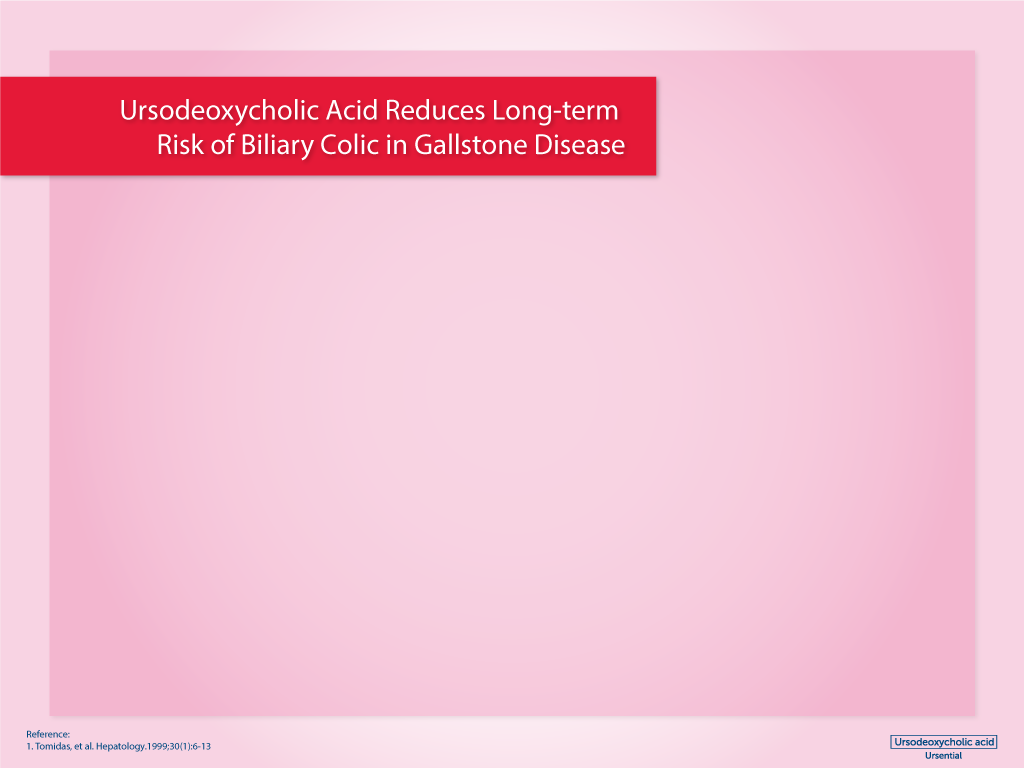 Ursodeoxycholic Acid Reduces Long-term
Risk of Biliary Colic in Gallstone Disease
Reference:
1. Tomidas, et al. Hepatology.1999;30(1):6-13
Ursodeoxycholic acid
Ursential